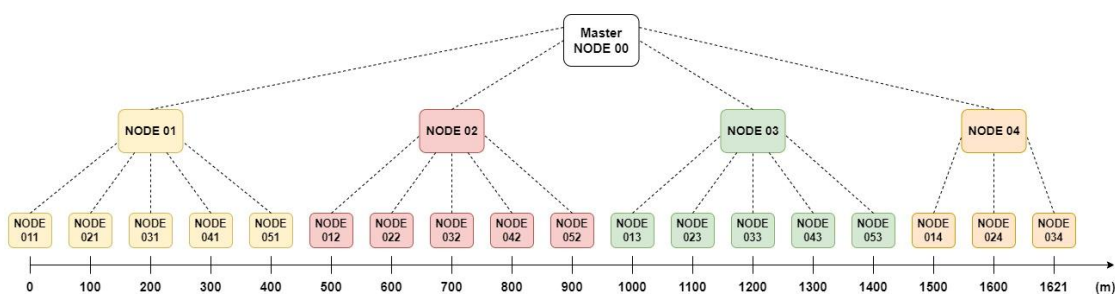 Master
NODE 00
NODE 01
NODE 02
NODE 03
NODE 04
NODE
011
NODE
021
NODE
031
NODE
041
NODE
051
NODE
012
NODE
022
NODE
032
NODE
042
NODE
052
NODE
013
NODE
023
NODE
033
NODE
043
NODE
053
NODE
014
NODE
024
NODE
034
0 100 200 300 400 500 600 700 800 900 1000 1100 1200 1300 1400 1500 1600 1621 (m)